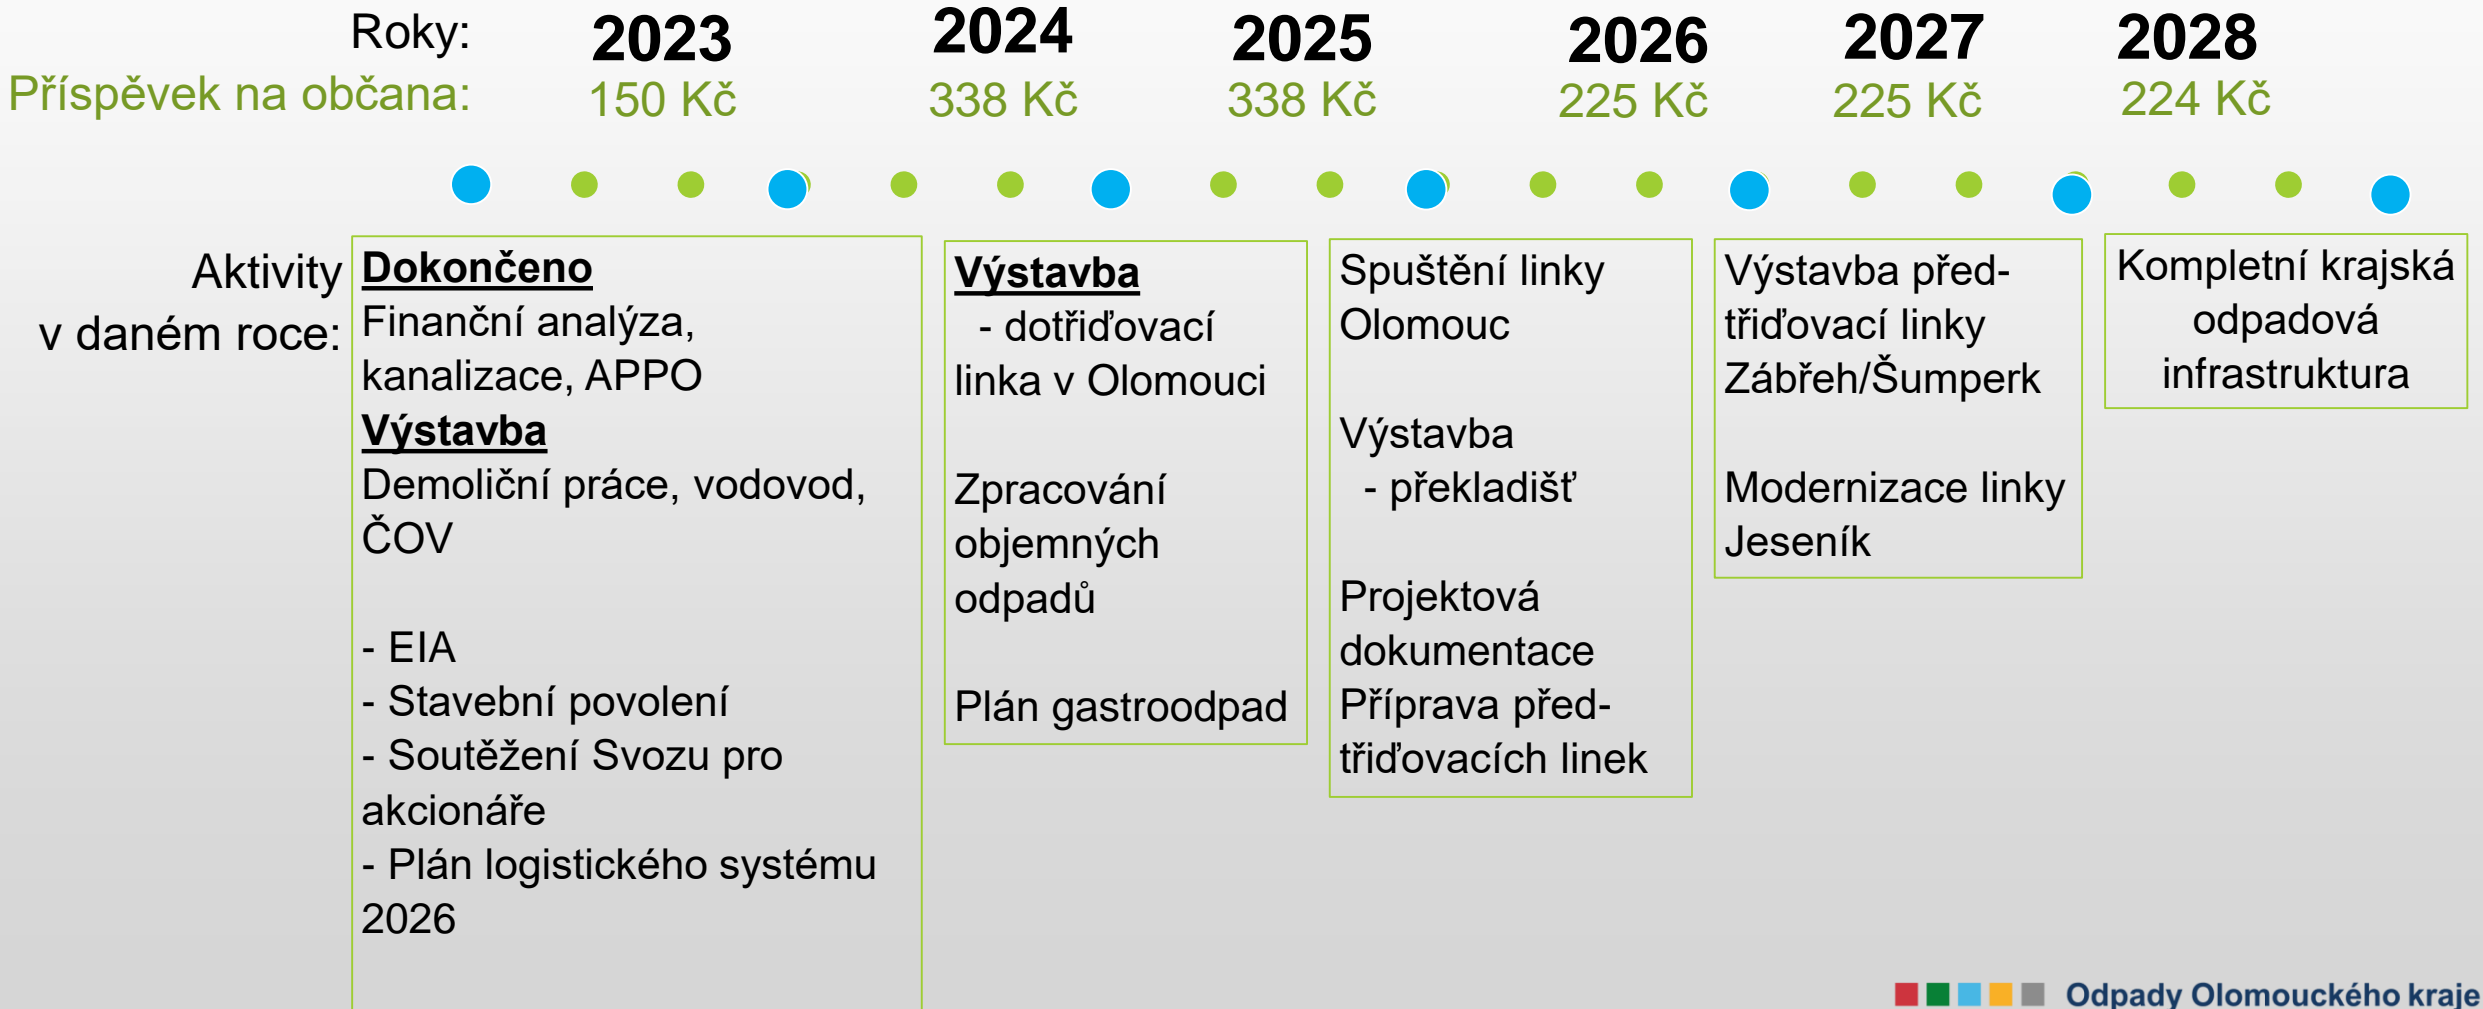 Roky:
2023
2024
2025
2026
2027
2028
Příspěvek na občana:
150 Kč
338 Kč
338 Kč
225 Kč
225 Kč
224 Kč
Aktivity
v daném roce:
Dokončeno
Finanční analýza,
kanalizace, APPO
Výstavba
Demoliční práce, vodovod,
ČOV
- EIA
- Stavební povolení
- Soutěžení Svozu pro
akcionáře
- Plán logistického systému
2026
Výstavba
- dotřiďovací
linka v Olomouci
Zpracování
objemných
odpadů
Plán gastroodpad
Spuštění linky
Olomouc
Výstavba
- překladišť
Projektová
dokumentace
Příprava před-
třiďovacích linek
Výstavba před-
třiďovací linky
Zábřeh/Šumperk
Modernizace linky
Jeseník
Kompletní krajská
odpadová
infrastruktura
Odpady Olomouckého kraje